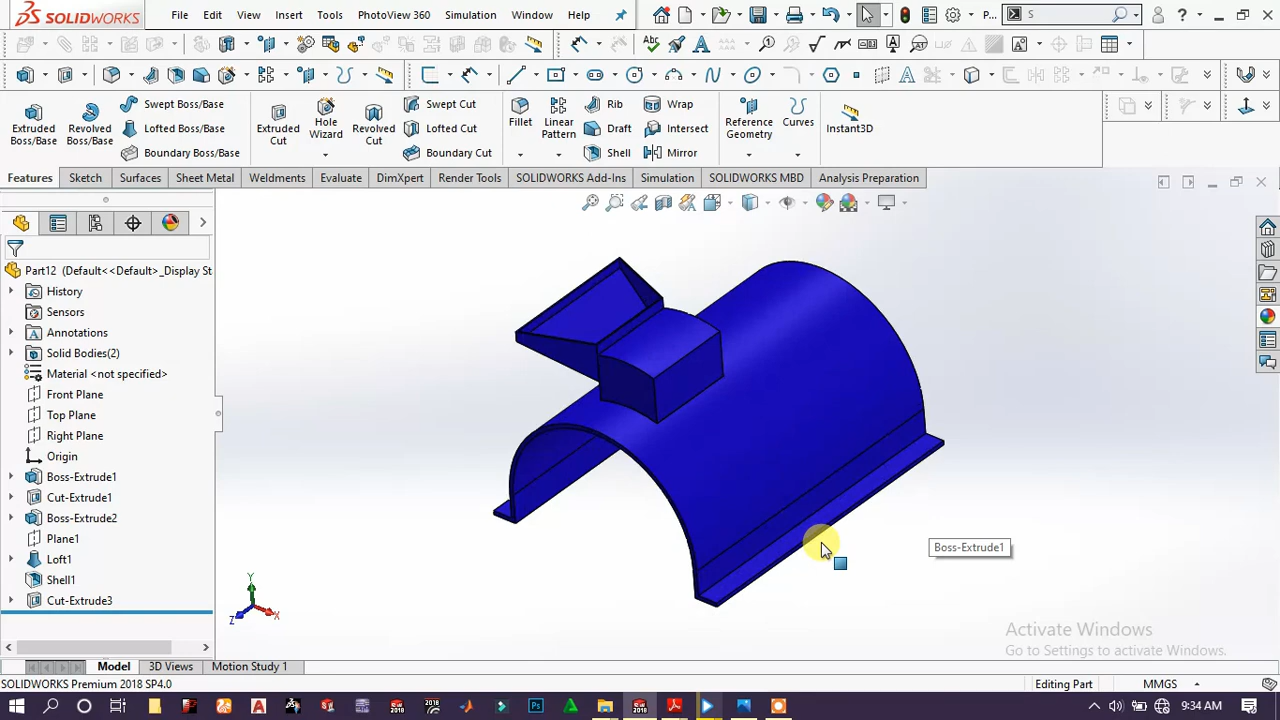 SOLIDWORKS
File Edit View Insert Tools PhotoView 360 Simulation Window Help
P...
S
Extruded Boss/Base
Revolved Boss/Base
Swept Boss/Base
Lofted Boss/Base
Boundary Boss/Base
Extruded Cut
Hole Wizard
Revolved Cut
Swept Cut
Lofted Cut
Boundary Cut
Fillet
Linear Pattern
Rib
Draft
Shell
Wrap
Intersect
Mirror
Reference Geometry
Curves
Instant3D
Features Sketch Surfaces Sheet Metal Weldments Evaluate DimXpert Render Tools SOLIDWORKS Add-Ins Simulation SOLIDWORKS MBD Analysis Preparation
Part12 (Default<<Default>_Display St
History
Sensors
Annotations
Solid Bodies(2)
Material <not specified>
Front Plane
Top Plane
Right Plane
Origin
Boss-Extrude1
Cut-Extrude1
Boss-Extrude2
Plane1
Loft1
Shell1
Cut-Extrude3
Boss-Extrude1
Y
Z
X
Activate Windows
Go to Settings to activate Windows.
Model 3D Views Motion Study 1
SOLIDWORKS Premium 2018 SP4.0
Editing Part
MMGS
9:34 AM